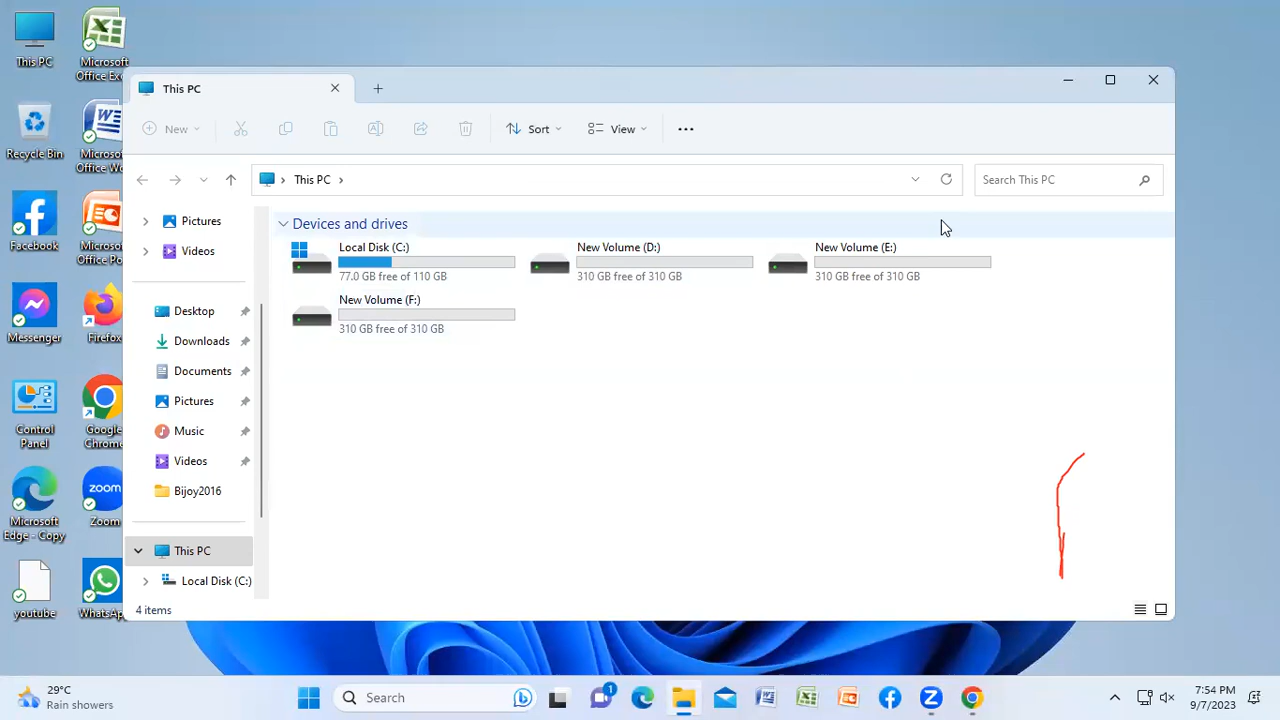 This PC
Recycle Bin
Facebook
Messenger
Control
Panel
Microsoft
Edge - Copy
youtube
Microsoft
Office Exc
Microsoft
Office Wo
Microsoft
Office Po
Firefox
Google
Chrome
zoom
Zoom
WhatsAp
This PC
New
Sort
View
This PC
Search This PC
Pictures
Videos
Desktop
Downloads
Documents
Pictures
Music
Videos
Bijoy2016
This PC
Local Disk (C:)
Devices and drives
Local Disk (C:)
77.0 GB free of 110 GB
New Volume (D:)
310 GB free of 310 GB
New Volume (E:)
310 GB free of 310 GB
New Volume (F:)
310 GB free of 310 GB
4 items
29°C
Rain showers
Search
1
7:54 PM
9/7/2023